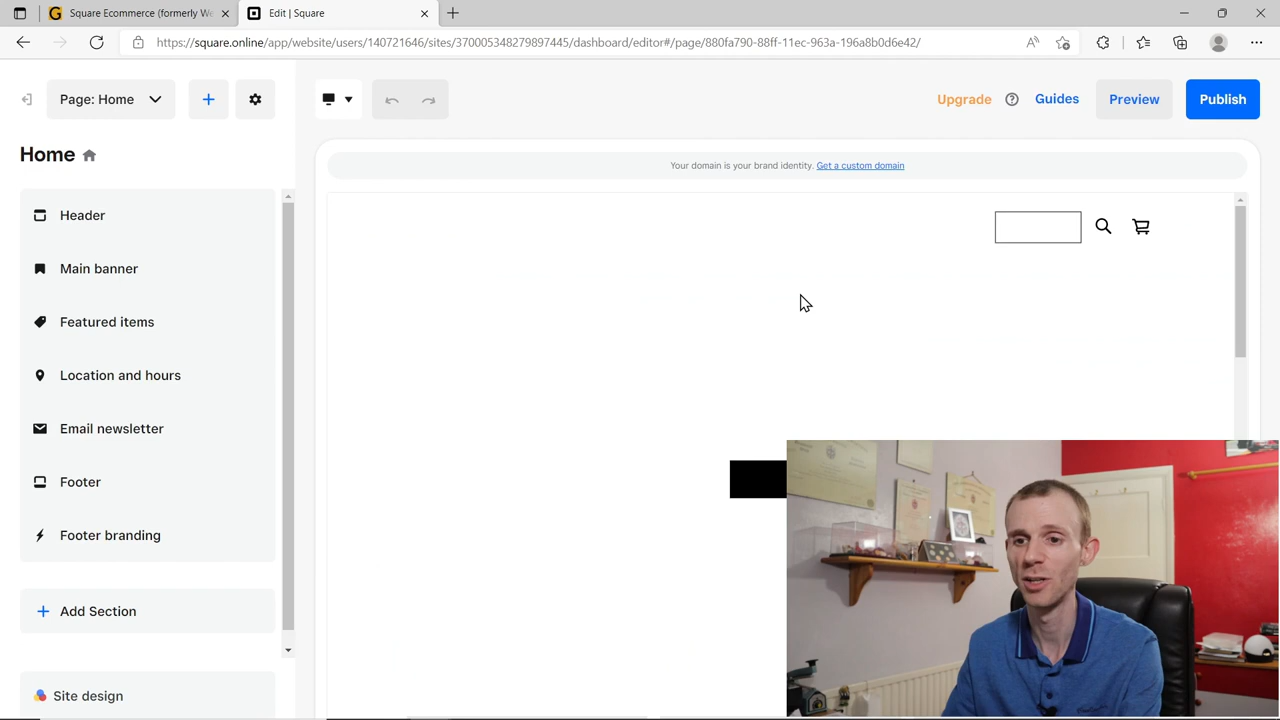 Square Ecommerce (formerly We
Edit | Square
https://square.online/app/website/users/140721646/sites/370005348279897445/dashboard/editor#/page/880fa790-88ff-11ec-963a-196a8b0d6e42/
Page: Home
Upgrade
Guides
Preview
Publish
Home
Your domain is your brand identity. Get a custom domain
Header
Main banner
Featured items
Location and hours
Email newsletter
Footer
Footer branding
Add Section
Site design